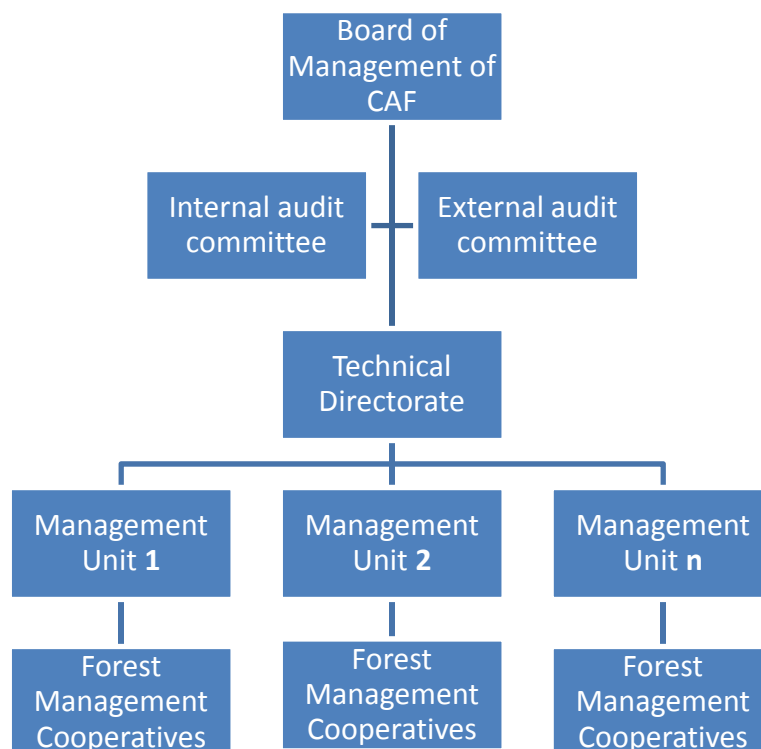 Board of
Management of
CAF
Internal audit
committee
External audit
committee
Technical
Directorate
Management
Unit 1
Management
Unit 2
Management
Unit n
Forest
Management
Cooperatives
Forest
Management
Cooperatives
Forest
Management
Cooperatives